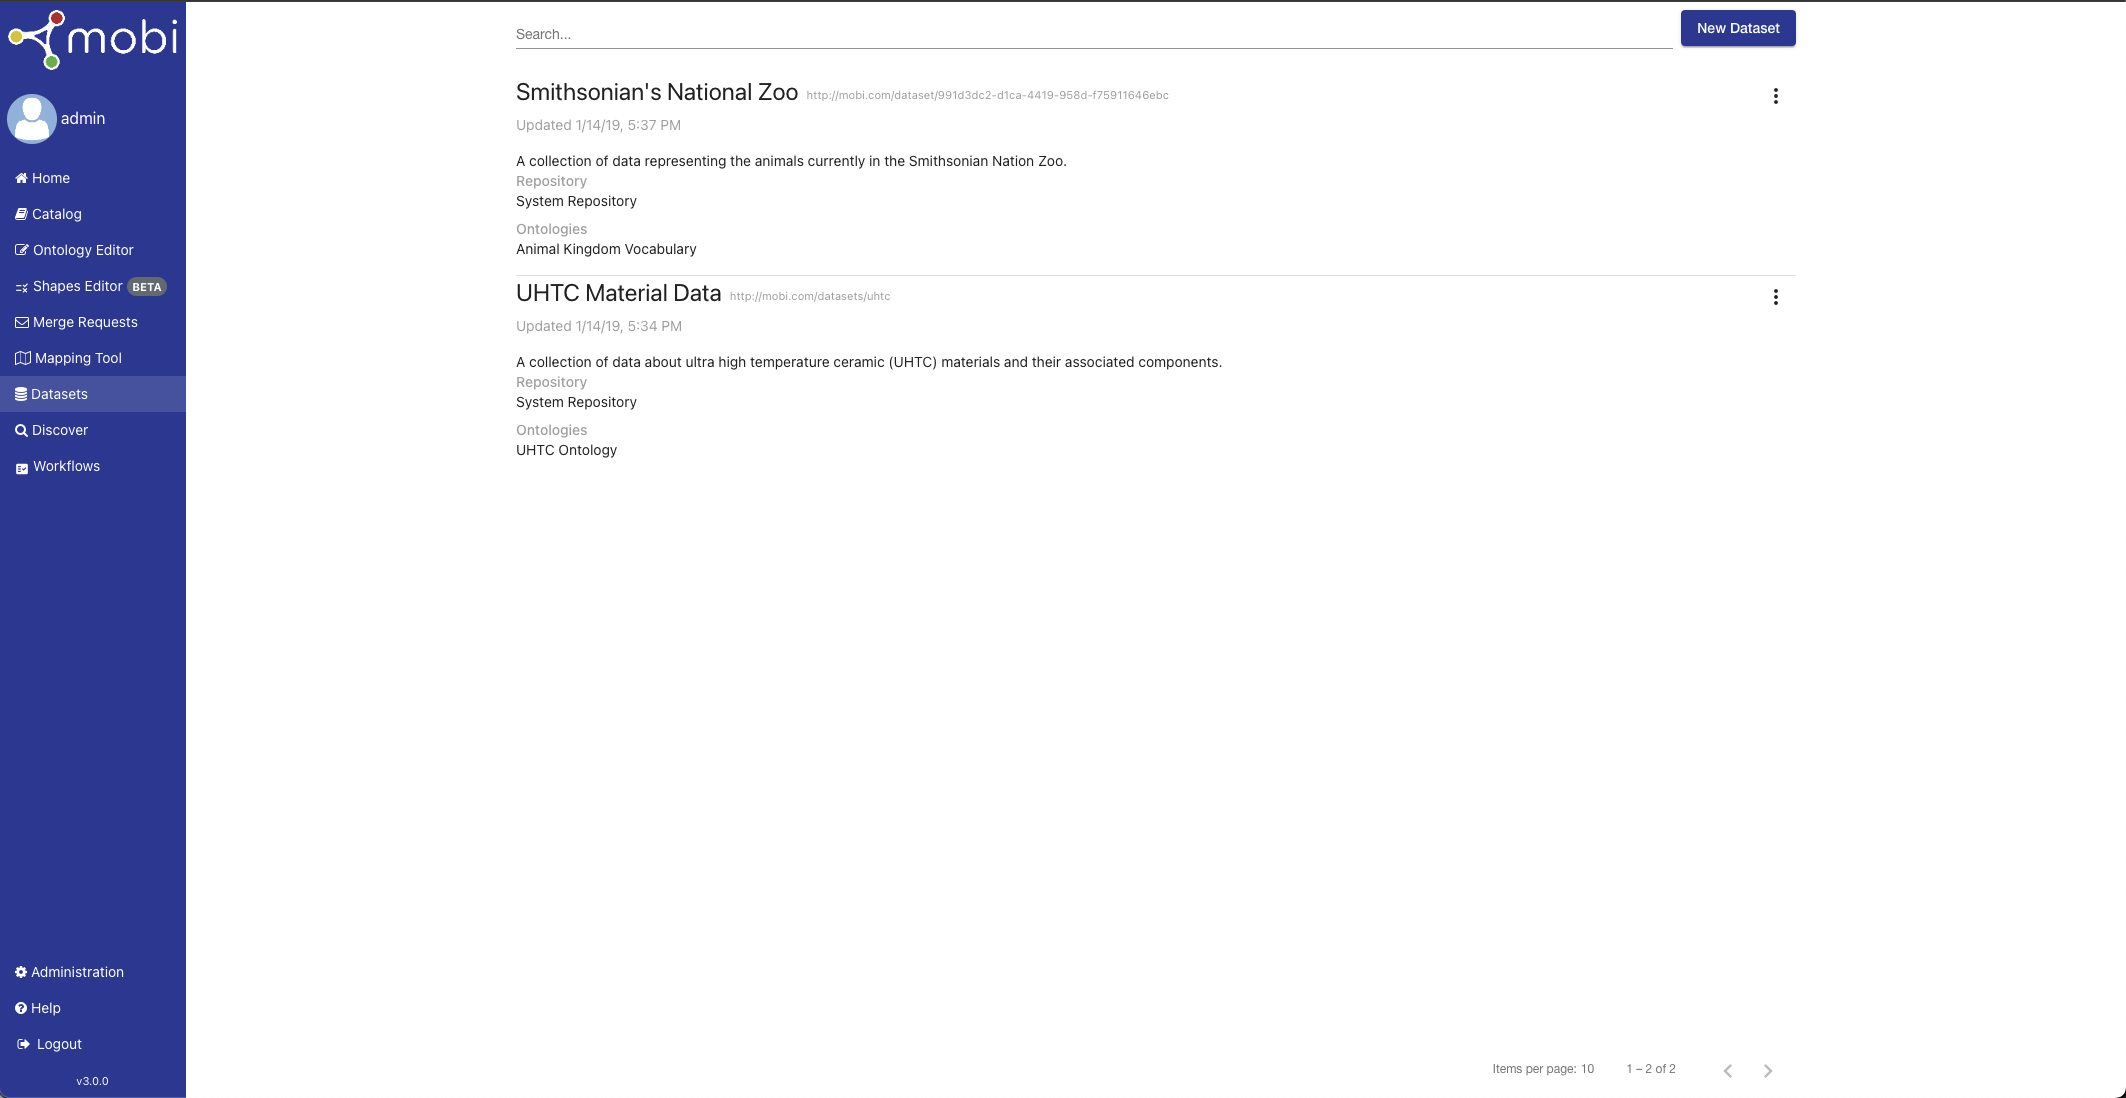 mobi
admin
Home
Catalog
Ontology Editor
Shapes Editor BETA
Merge Requests
Mapping Tool
Datasets
Discover
Workflows
Administration
Help
Logout
v3.0.0
Search...
New Dataset
Smithsonian's National Zoo http://mobi.com/dataset/991d3dc2-d1ca-4419-958d-f75911646ebc
Updated 1/14/19, 5:37 PM
A collection of data representing the animals currently in the Smithsonian Nation Zoo.
Repository
System Repository
Ontologies
Animal Kingdom Vocabulary
UHTC Material Data http://mobi.com/datasets/uhtc
Updated 1/14/19, 5:34 PM
A collection of data about ultra high temperature ceramic (UHTC) materials and their associated components.
Repository
System Repository
Ontologies
UHTC Ontology
Items per page: 10 1 – 2 of 2